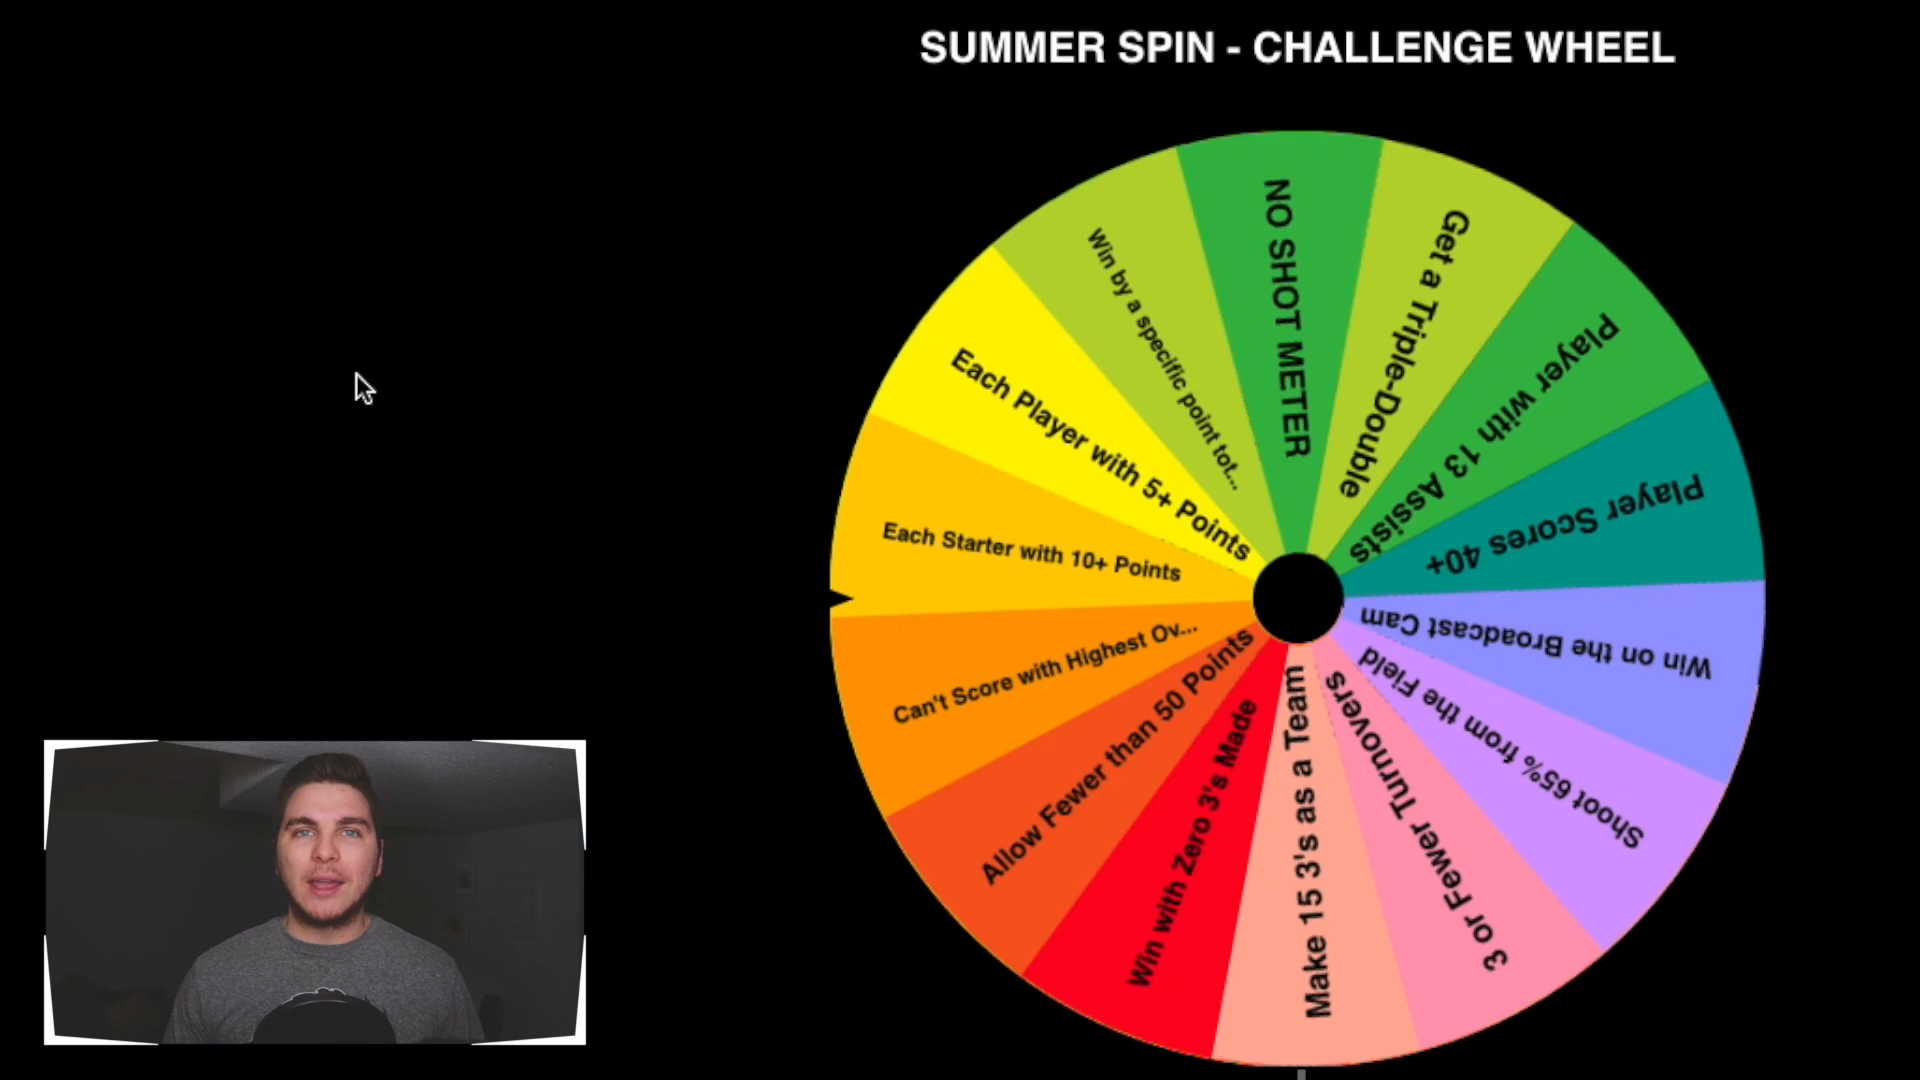 SUMMER SPIN - CHALLENGE WHEEL
NO SHOT METER
Get a Triple-Double
Player with 13 Assists
Player Scores 40+
Win on the Broadcast Cam
Shoot 65% from the Field
3 or Fewer Turnovers
Make 15 3's as a Team
Win with Zero 3's Made
Allow Fewer than 50 Points
Can't Score with Highest Ov...
Each Starter with 10+ Points
Each Player with 5+ Points
Win by a specific point tot...